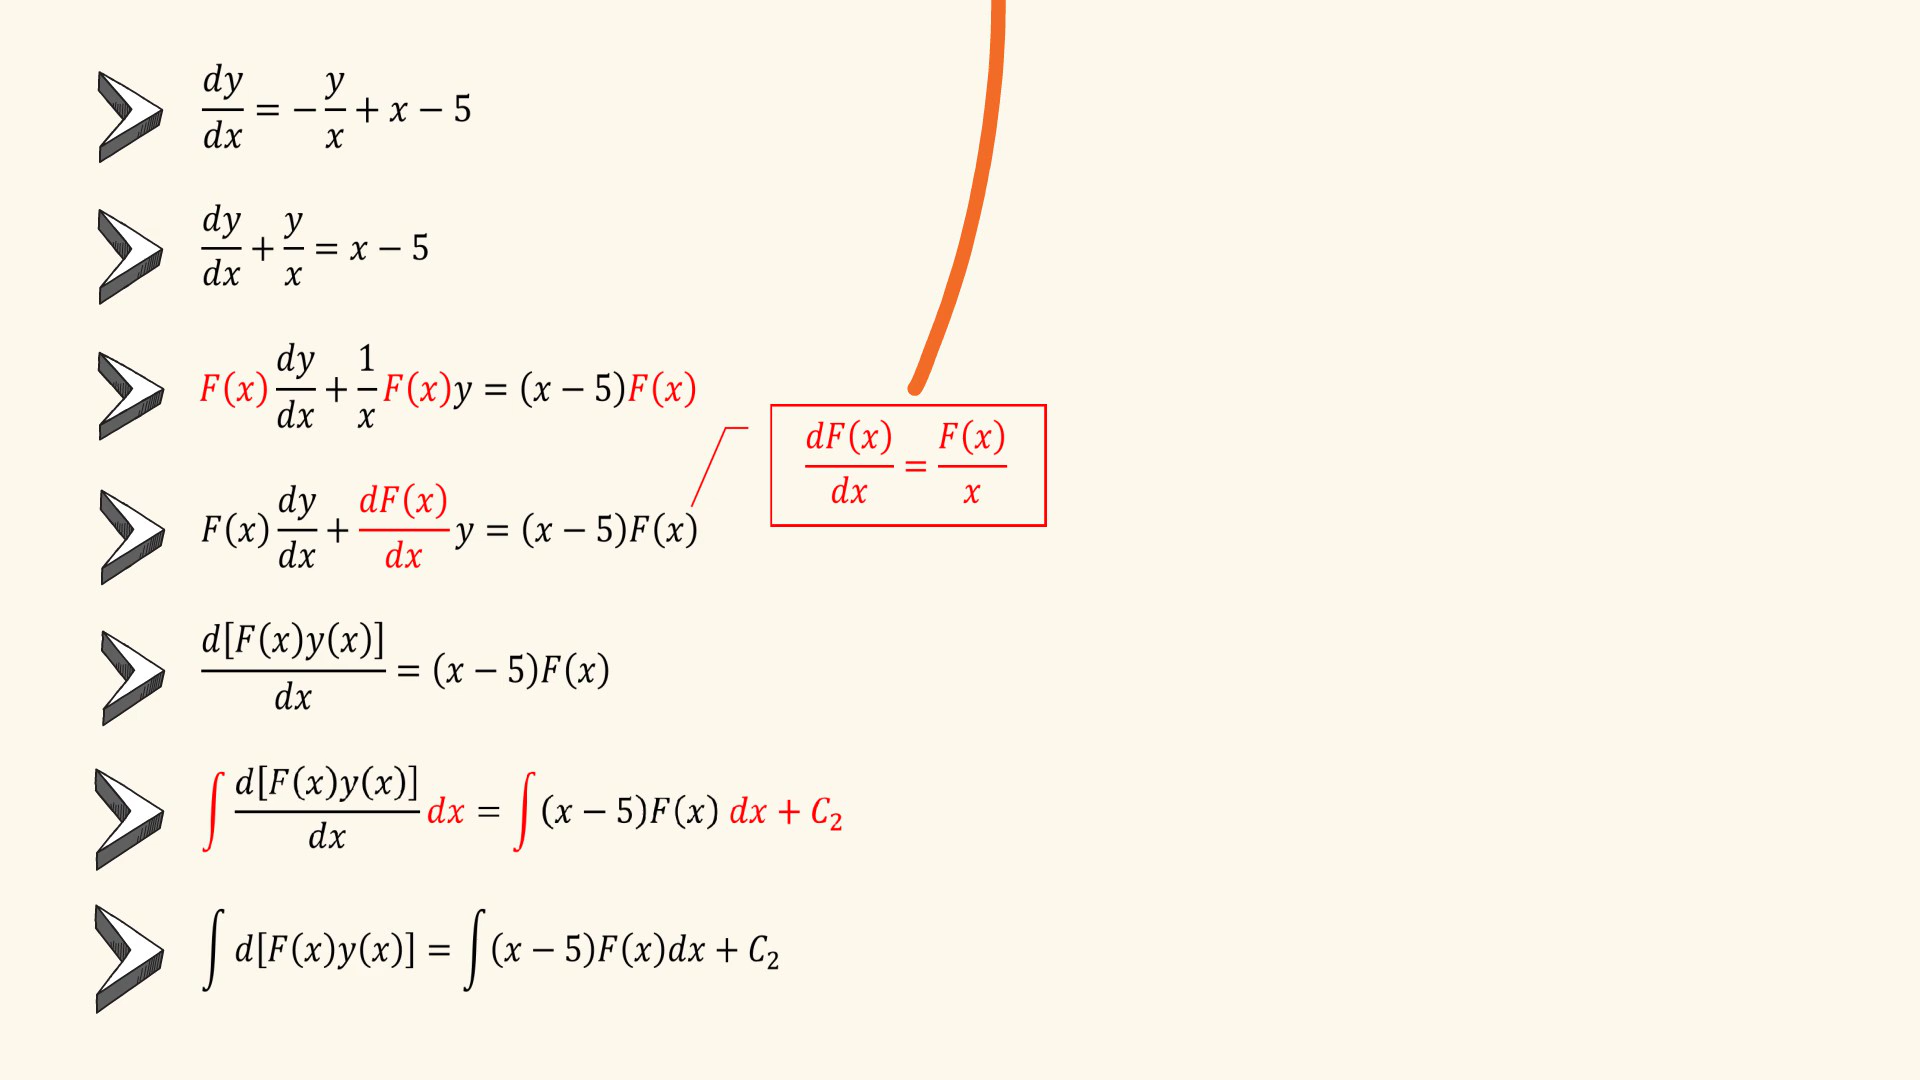 dy/dx = −y/x + x − 5
dy/dx + y/x = x − 5
F(x) dy/dx + 1/x F(x)y = (x − 5)F(x)
dF(x)/dx = F(x)/x
F(x) dy/dx + dF(x)/dx y = (x − 5)F(x)
d[F(x)y(x)]/dx = (x − 5)F(x)
∫ d[F(x)y(x)]/dx dx = ∫(x − 5)F(x) dx + C₂
∫ d[F(x)y(x)] = ∫(x − 5)F(x)dx + C₂